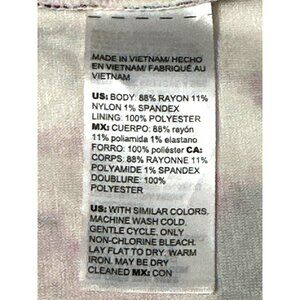 MADE IN VIETNAM/ HECHO
EN VIETNAM/ FABRIQUÉ AU
VIETNAM
US: BODY: 88% RAYON 11%
NYLON 1% SPANDEX
LINING: 100% POLYESTER
MX: CUERPO: 88% rayón
11% poliamida 1% elastano
FORRO: 100% poliéster CA:
CORPS: 88% RAYONNE 11%
POLYAMIDE 1% SPANDEX
DOUBLURE: 100%
POLYESTER
US: WITH SIMILAR COLORS.
MACHINE WASH COLD,
GENTLE CYCLE. ONLY
NON-CHLORINE BLEACH.
LAY FLAT TO DRY. WARM
IRON. MAY BE DRY
CLEANED MX: CON